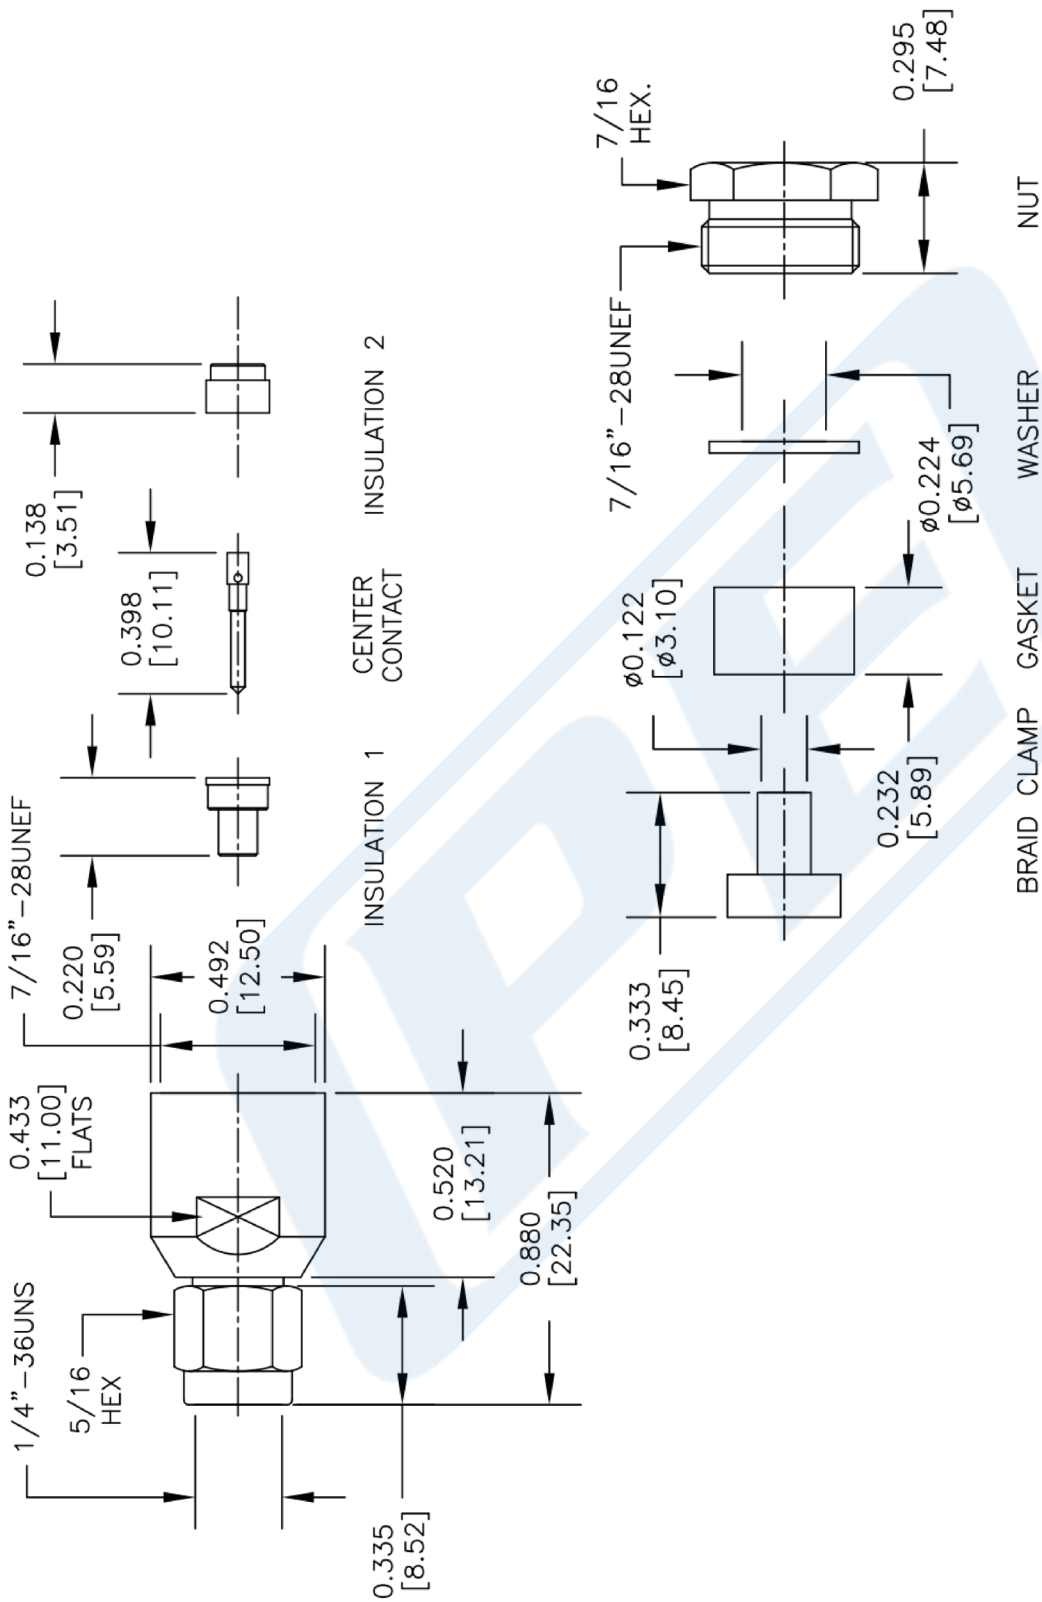 1/4"–36UNS
5/16
HEX
0.433
[11.00]
FLATS
7/16"–28UNEF
0.492
[12.50]
0.335
[8.52]
0.520
[13.21]
0.880
[22.35]
0.220
[5.59]
INSULATION 1
0.398
[10.11]
CENTER
CONTACT
0.138
[3.51]
INSULATION 2
0.333
[8.45]
ø0.122
[ø3.10]
BRAID CLAMP
0.232
[5.89]
GASKET
ø0.224
[ø5.69]
WASHER
7/16"–28UNEF
7/16
HEX.
0.295
[7.48]
NUT
PE